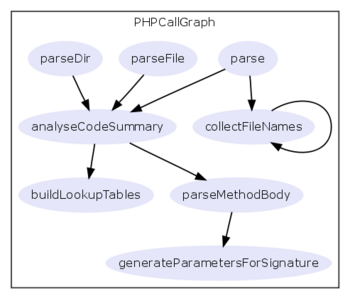 PHPCallGraph
parseDir parseFile parse
analyseCodeSummary collectFileNames
buildLookupTables parseMethodBody
generateParametersForSignature